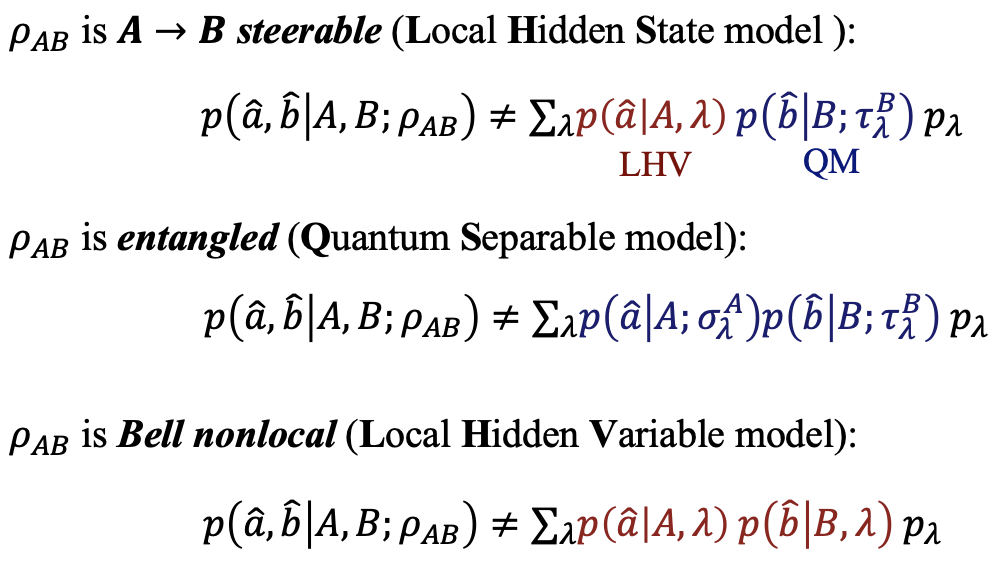 ρ_AB is A → B steerable (Local Hidden State model ):
p(â, b̂|A, B; ρ_AB) ≠ ∑_λ p(â|A, λ) p(b̂|B; τ_λ^B) p_λ
LHV QM
ρ_AB is entangled (Quantum Separable model):
p(â, b̂|A, B; ρ_AB) ≠ ∑_λ p(â|A; σ_λ^A)p(b̂|B; τ_λ^B) p_λ
ρ_AB is Bell nonlocal (Local Hidden Variable model):
p(â, b̂|A, B; ρ_AB) ≠ ∑_λ p(â|A, λ) p(b̂|B, λ) p_λ